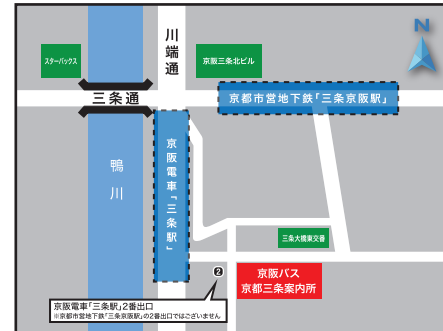 N
川端通
スターバックス
京阪三条北ビル
京都市営地下鉄「三条京阪駅」
三条通
京阪電車「三条駅」
鴨川
三条大橋東交番
❷
京阪バス
京都三条案内所
京阪電車「三条駅」2番出口
※京都市営地下鉄「三条京阪駅」の2番出口ではございません